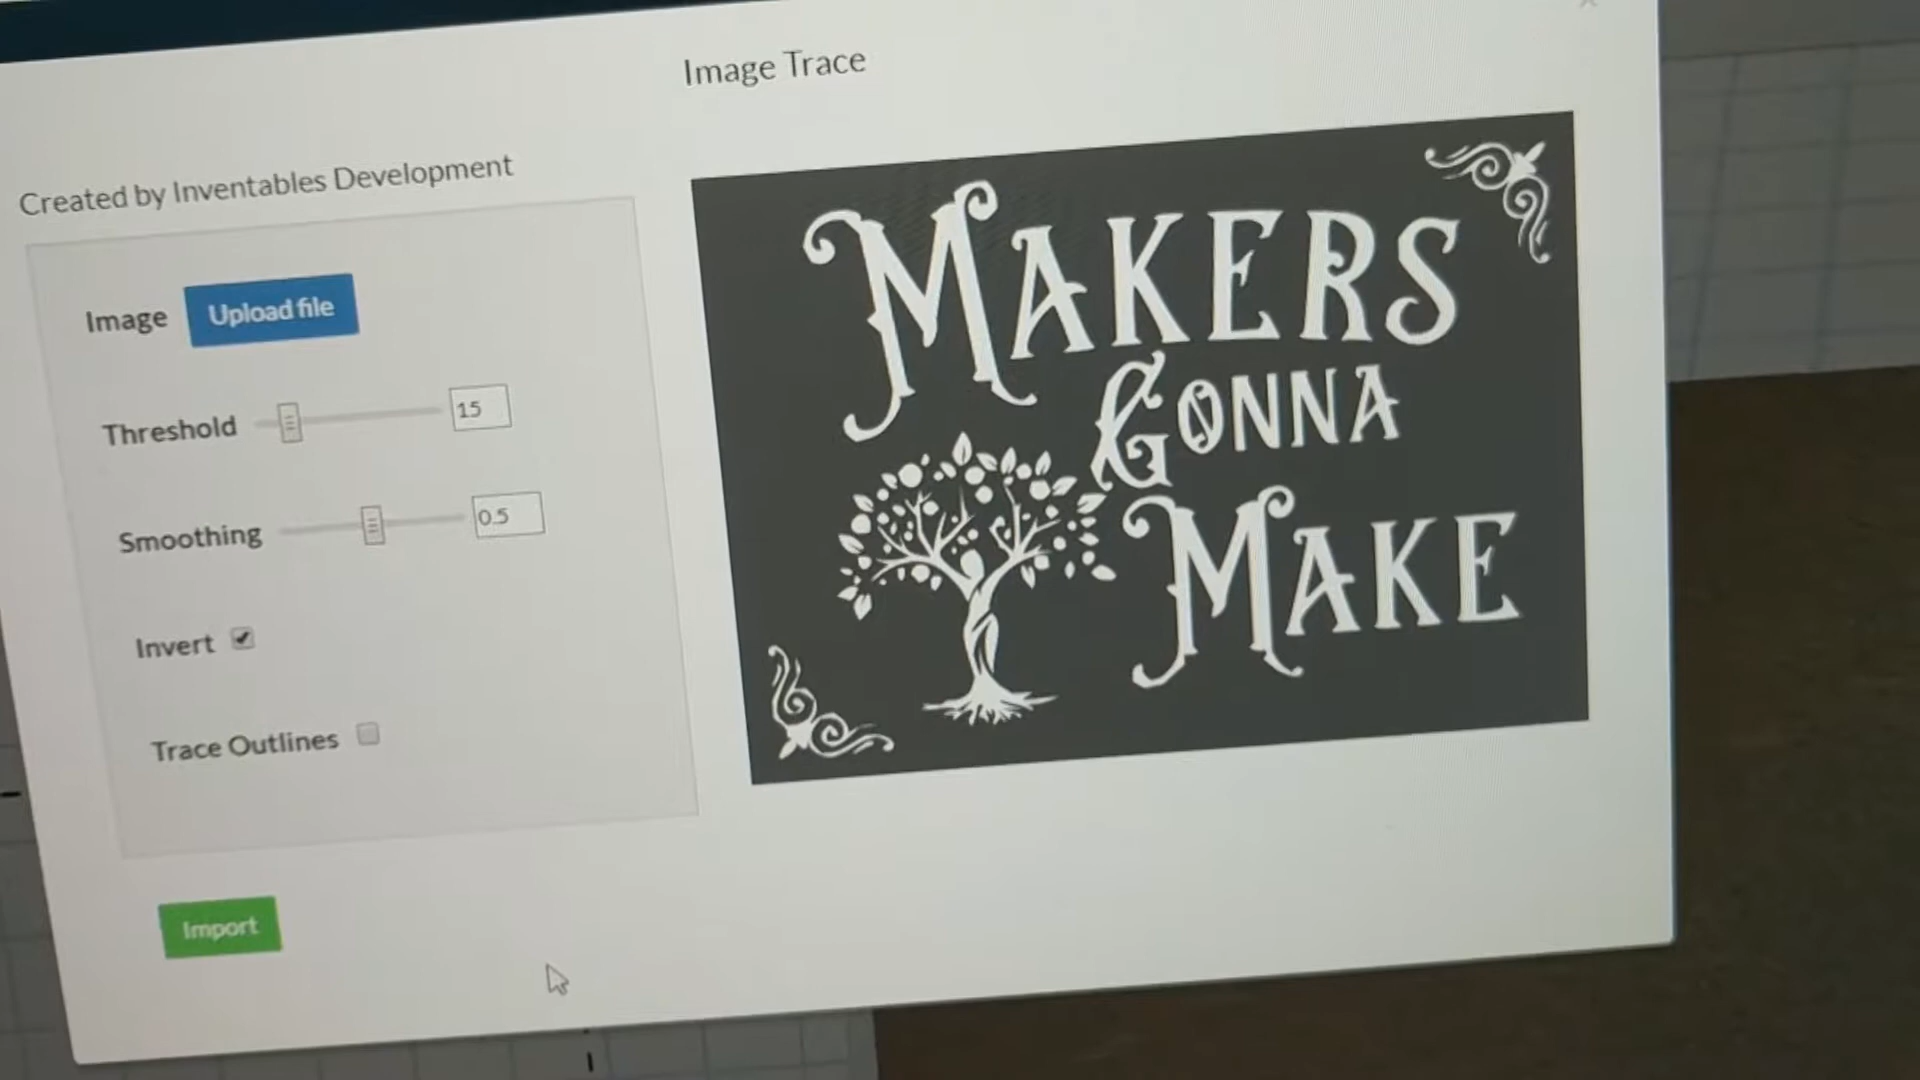 Image Trace
Created by Inventables Development
Image Upload file
Threshold 15
Smoothing 0.5
Invert
Trace Outlines
Import
MAKERS
GONNA
MAKE